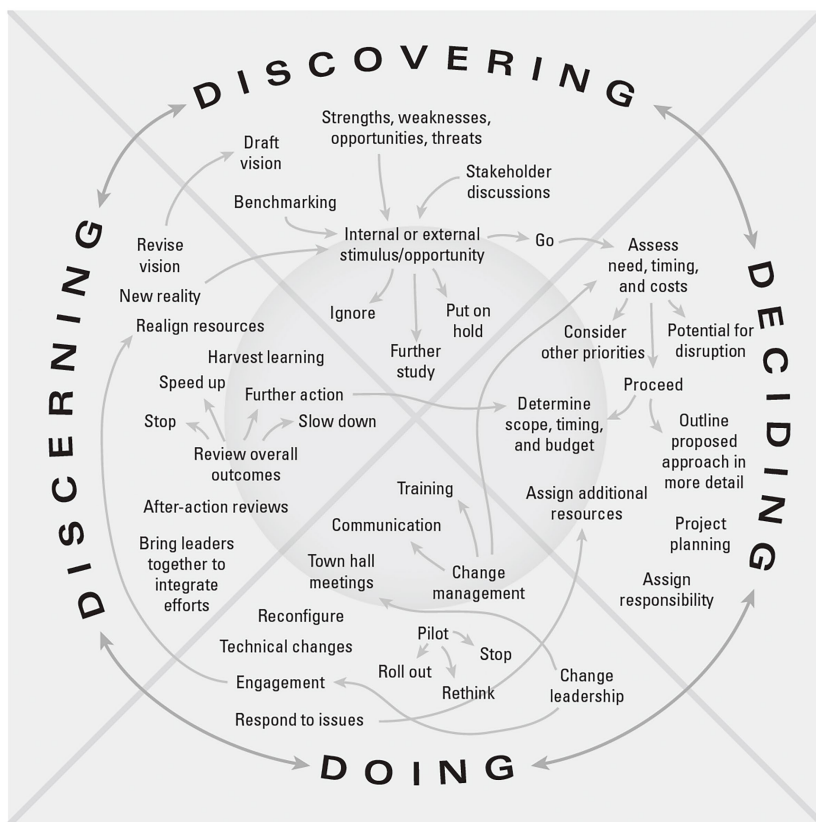 DISCOVERING
Strengths, weaknesses,
opportunities, threats
Draft
vision
Stakeholder
discussions
Benchmarking
Internal or external
stimulus/opportunity
Go
Ignore
Put on
hold
Further
study
DECIDING
Assess
need, timing,
and costs
Consider
other priorities
Potential for
disruption
Proceed
Determine
scope, timing,
and budget
Outline
proposed
approach in
more detail
Assign additional
resources
Project
planning
Assign
responsibility
DOING
Training
Communication
Town hall
meetings
Change
management
Reconfigure
Technical changes
Pilot
Stop
Roll out
Rethink
Engagement
Change
leadership
Respond to issues
DISCERNING
Revise
vision
New reality
Realign resources
Harvest learning
Speed up
Further action
Stop
Slow down
Review overall
outcomes
After-action reviews
Bring leaders
together to
integrate
efforts